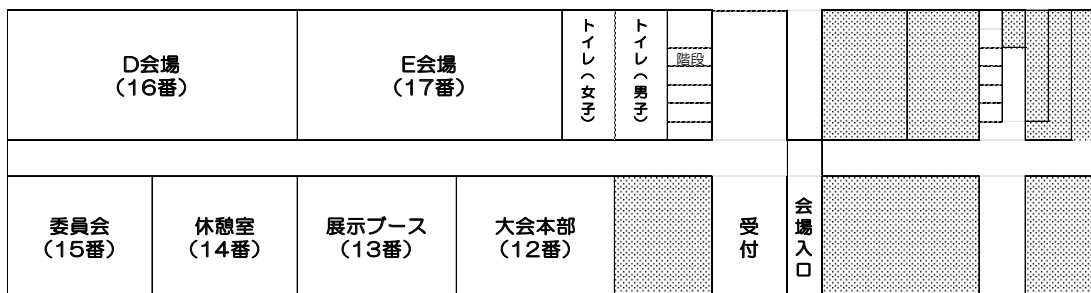 D会場
（16番）
E会場
（17番）
トイレ（女子）
トイレ（男子）
階段
委員会
（15番）
休憩室
（14番）
展示ブース
（13番）
大会本部
（12番）
受付
会場入口